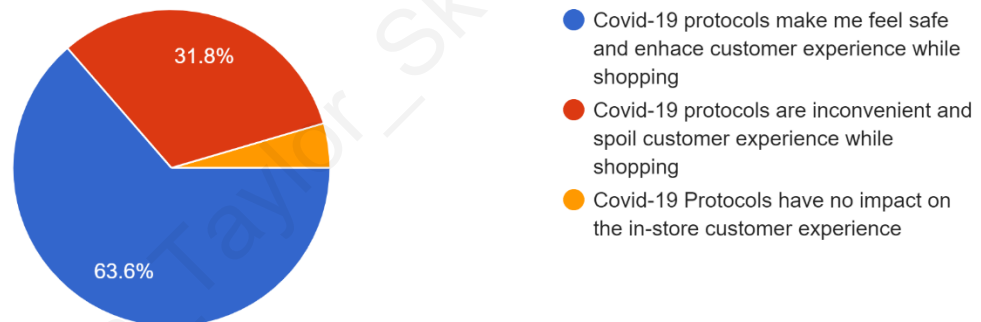 31.8%
63.6%
Covid-19 protocols make me feel safe
and enhace customer experience while
shopping
Covid-19 protocols are inconvenient and
spoil customer experience while
shopping
Covid-19 Protocols have no impact on
the in-store customer experience
Taylor_Sk